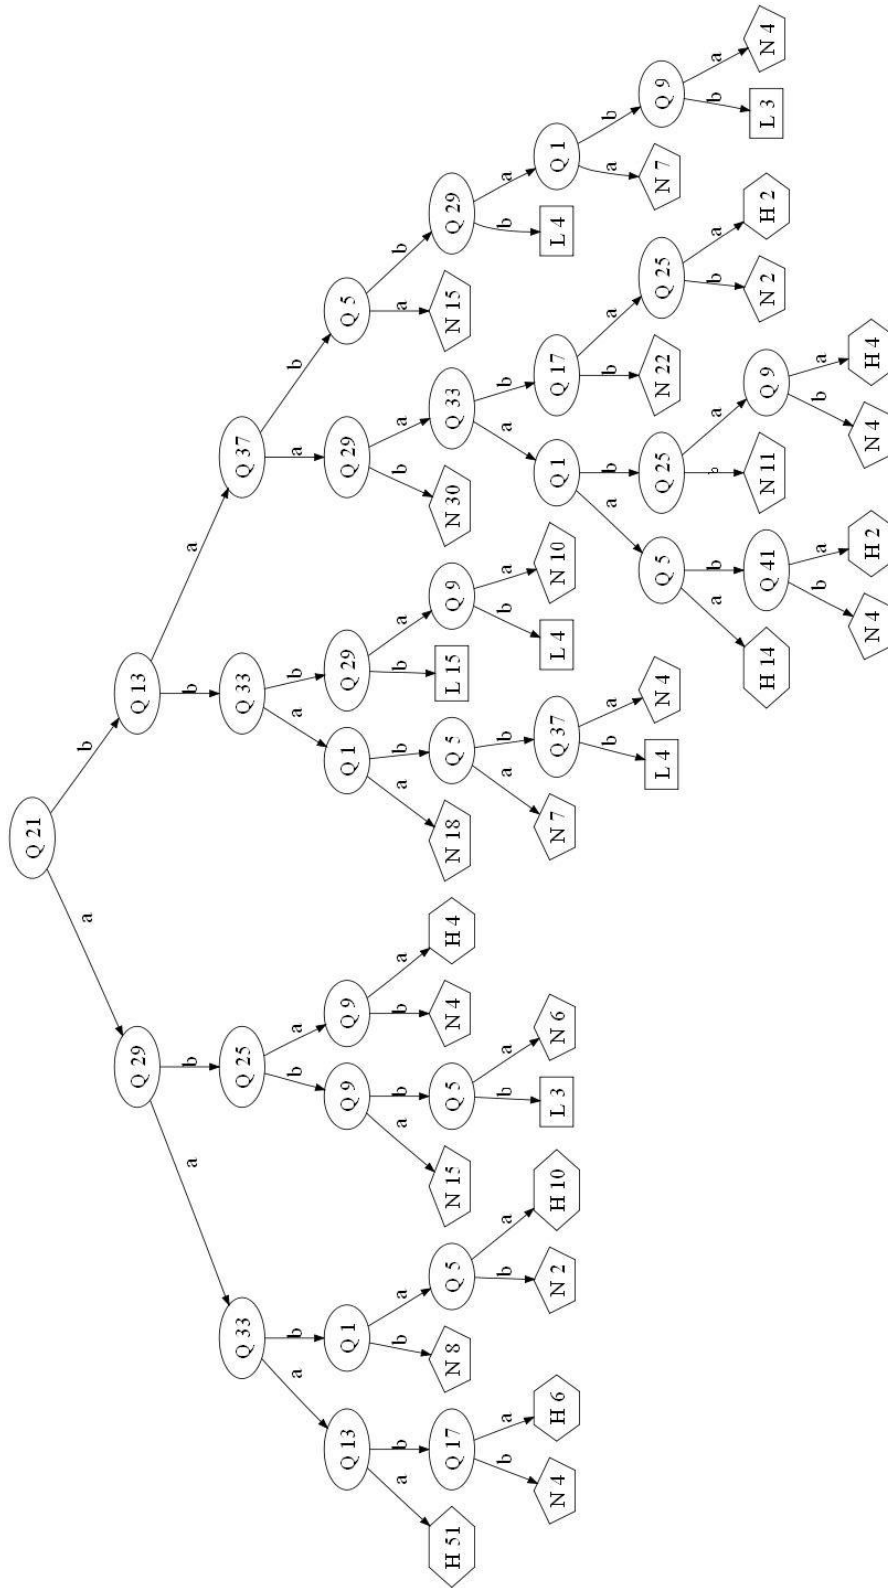 Q 21
a b
Q 29 Q 13
a b b a
Q 33 Q 25 Q 33 Q 37
a b b a a b a b
Q 13 Q 1 Q 9 Q 9 Q 1 Q 29 Q 29 Q 5
a b b a a b b a a b b a b a a b
H 51 Q 17 N 8 Q 5 N 15 Q 5 N 4 H 4 N 18 Q 5 L 15 Q 9 N 30 Q 33 N 15 Q 29
b a b a b a a b b a a b b a
N 4 H 6 N 2 H 10 L 3 N 6 N 7 Q 37 L 4 N 10 Q 1 Q 17 L 4 Q 1
b a a b b a a b
L 4 N 4 Q 5 Q 25 N 22 Q 25 N 7 Q 9
a b b a b a b a
H 14 Q 41 N 11 Q 9 N 2 H 2 L 3 N 4
b a b a
N 4 H 2 N 4 H 4